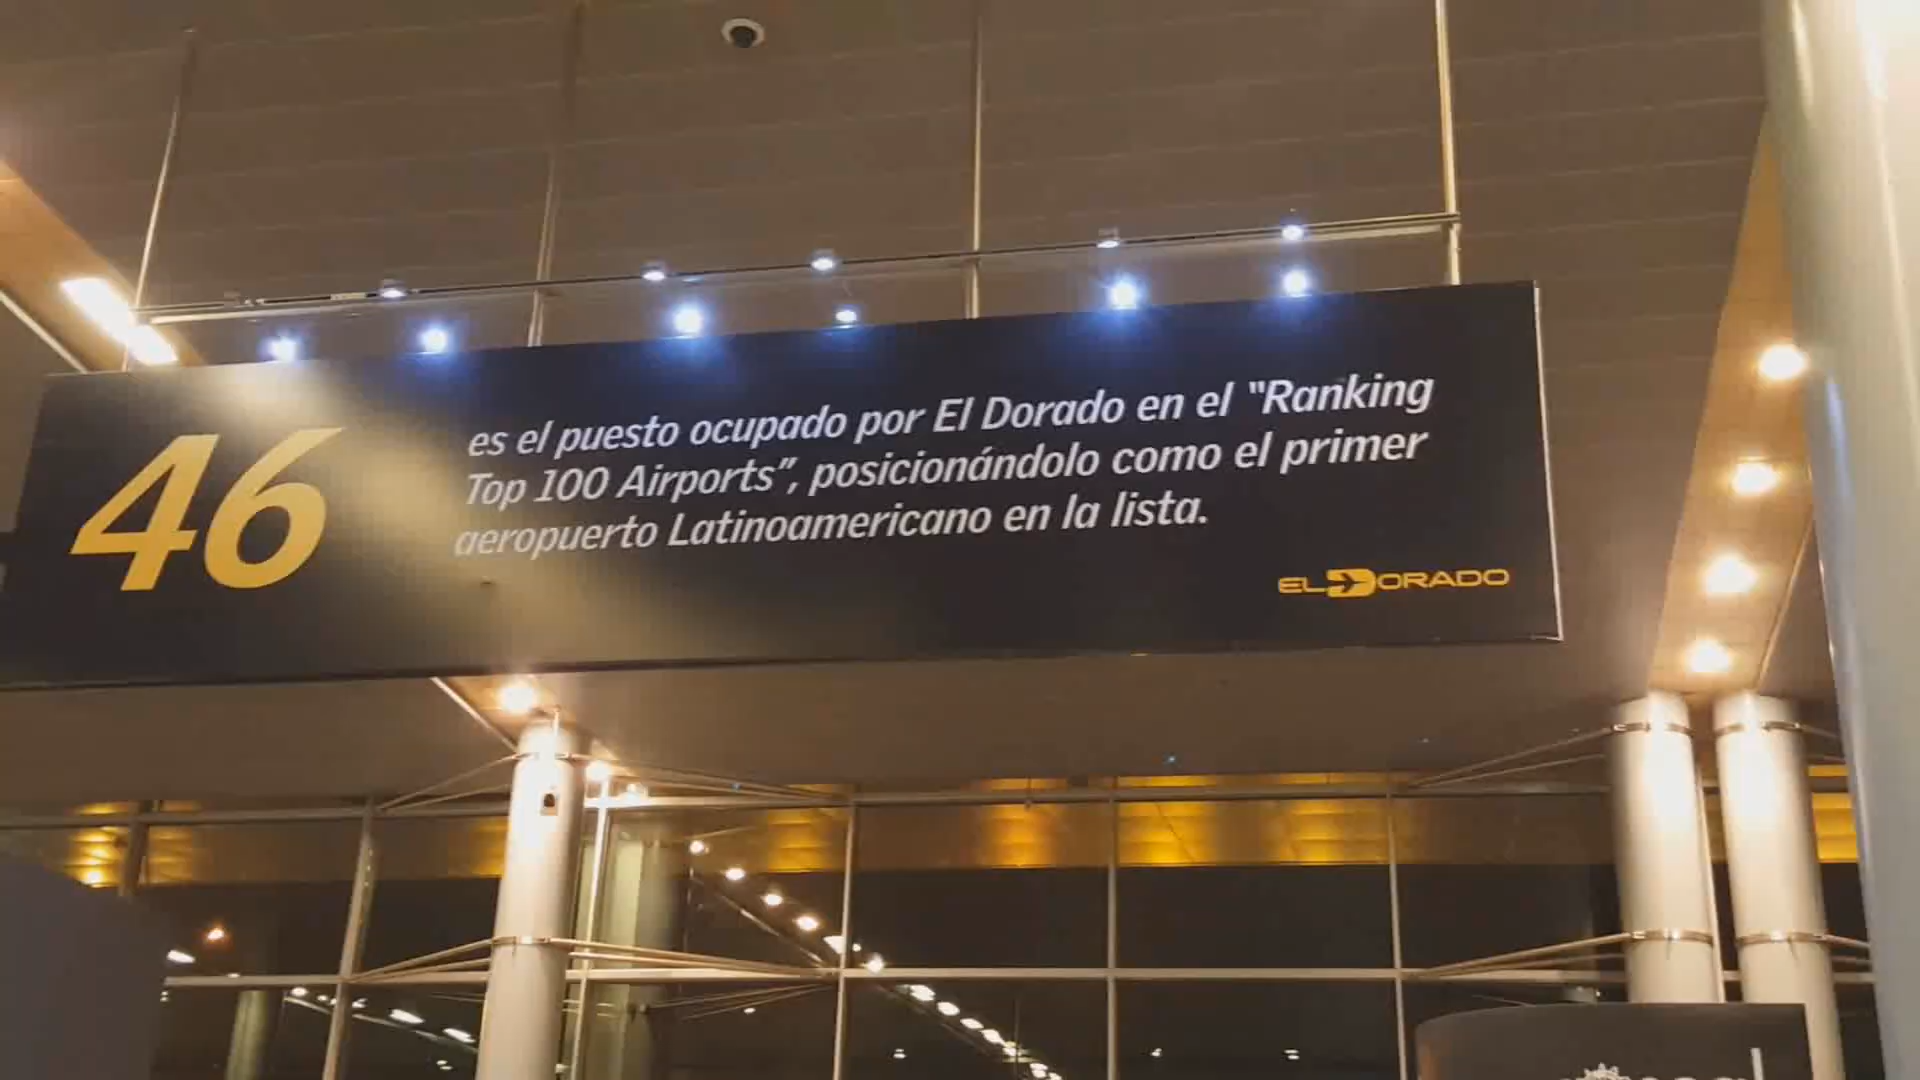 46
es el puesto ocupado por El Dorado en el "Ranking
Top 100 Airports", posicionándolo como el primer
aeropuerto Latinoamericano en la lista.
EL DORADO